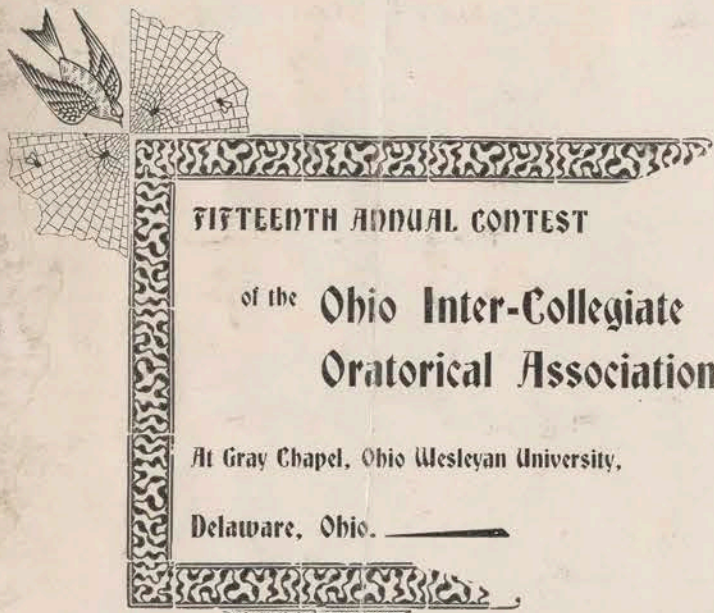 FIFTEENTH ANNUAL CONTEST
of the Ohio Inter-Collegiate
Oratorical Association
At Gray Chapel, Ohio Wesleyan University,
Delaware, Ohio.